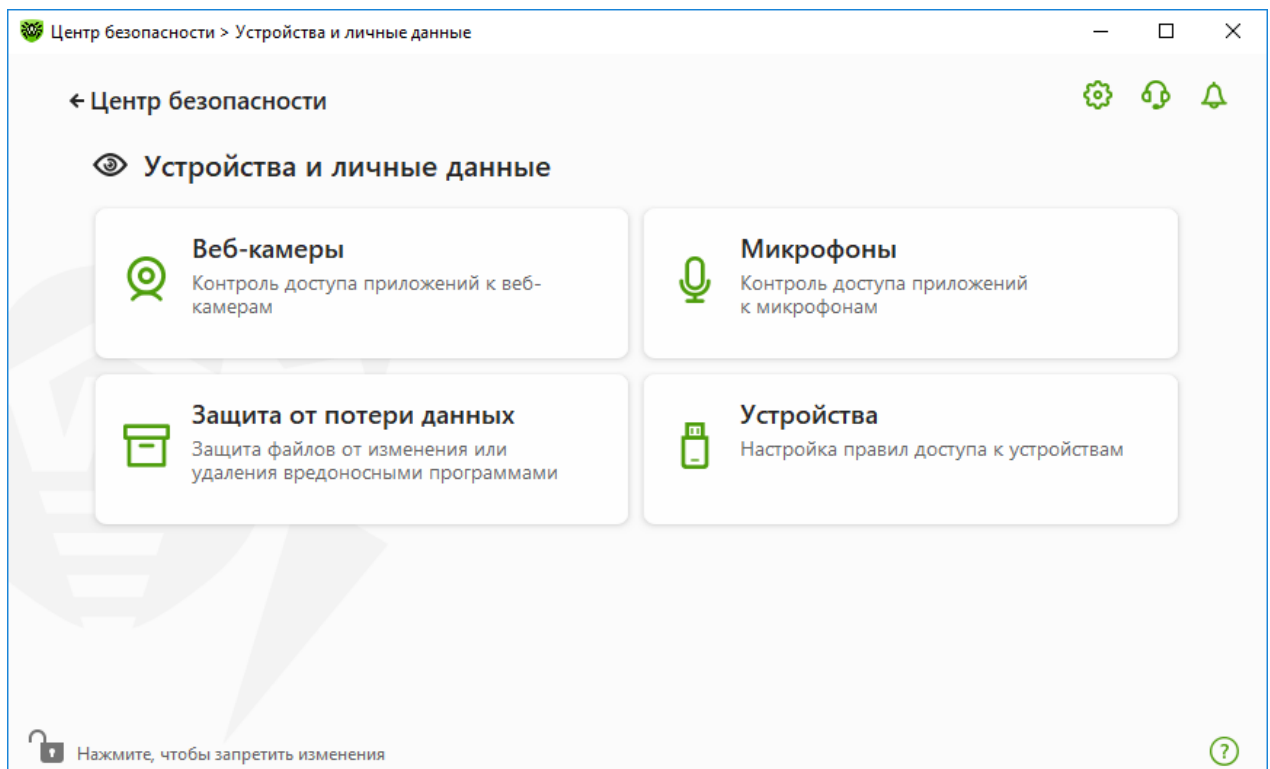 Центр безопасности > Устройства и личные данные
Центр безопасности
Устройства и личные данные
Веб-камеры
Контроль доступа приложений к веб-
камерам
Микрофоны
Контроль доступа приложений
к микрофонам
Защита от потери данных
Защита файлов от изменения или
удаления вредоносными программами
Устройства
Настройка правил доступа к устройствам
Нажмите, чтобы запретить изменения
?